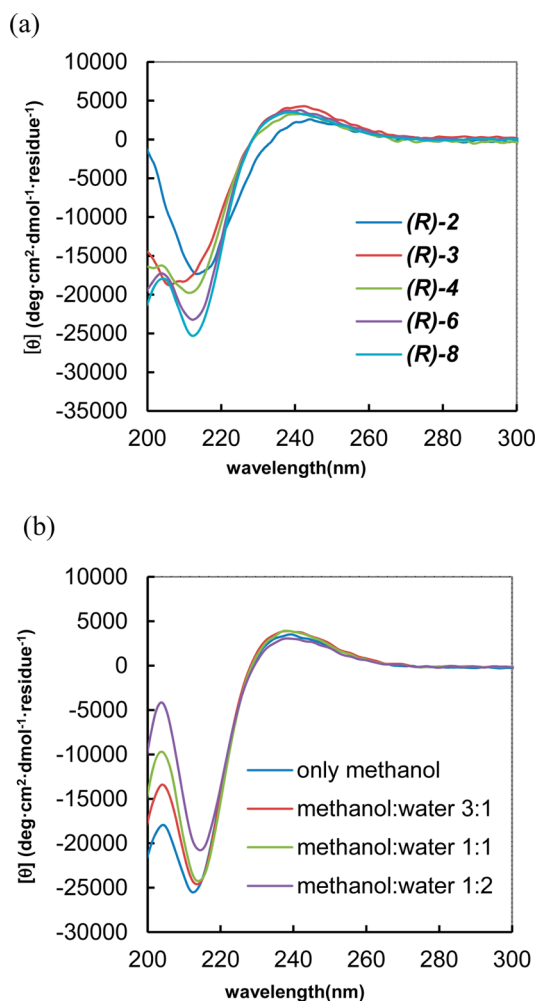 (a)
10000
5000
0
-5000
-10000
-15000
-20000
-25000
-30000
-35000
[θ] (deg·cm²·dmol⁻¹·residue⁻¹)
(R)-2
(R)-3
(R)-4
(R)-6
(R)-8
200 220 240 260 280 300
wavelength(nm)
(b)
10000
5000
0
-5000
-10000
-15000
-20000
-25000
-30000
[θ] (deg·cm²·dmol⁻¹·residue⁻¹)
only methanol
methanol:water 3:1
methanol:water 1:1
methanol:water 1:2
200 220 240 260 280 300
wavelength(nm)